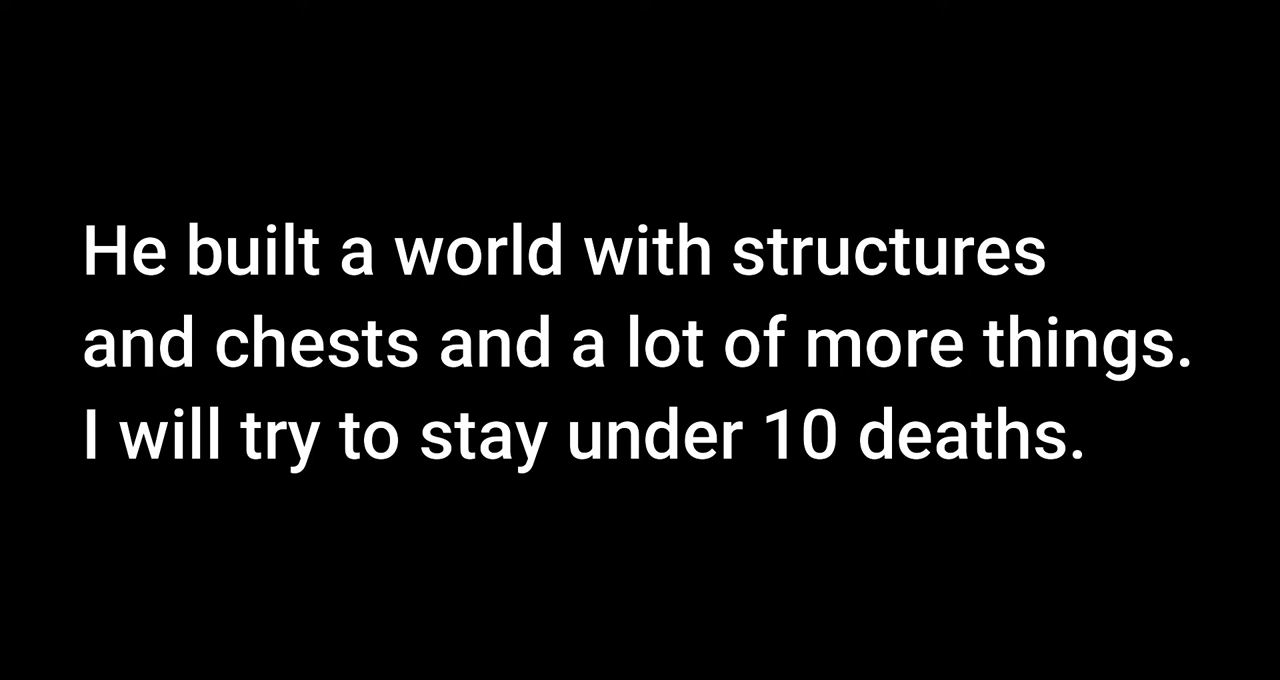 He built a world with structures
and chests and a lot of more things.
I will try to stay under 10 deaths.